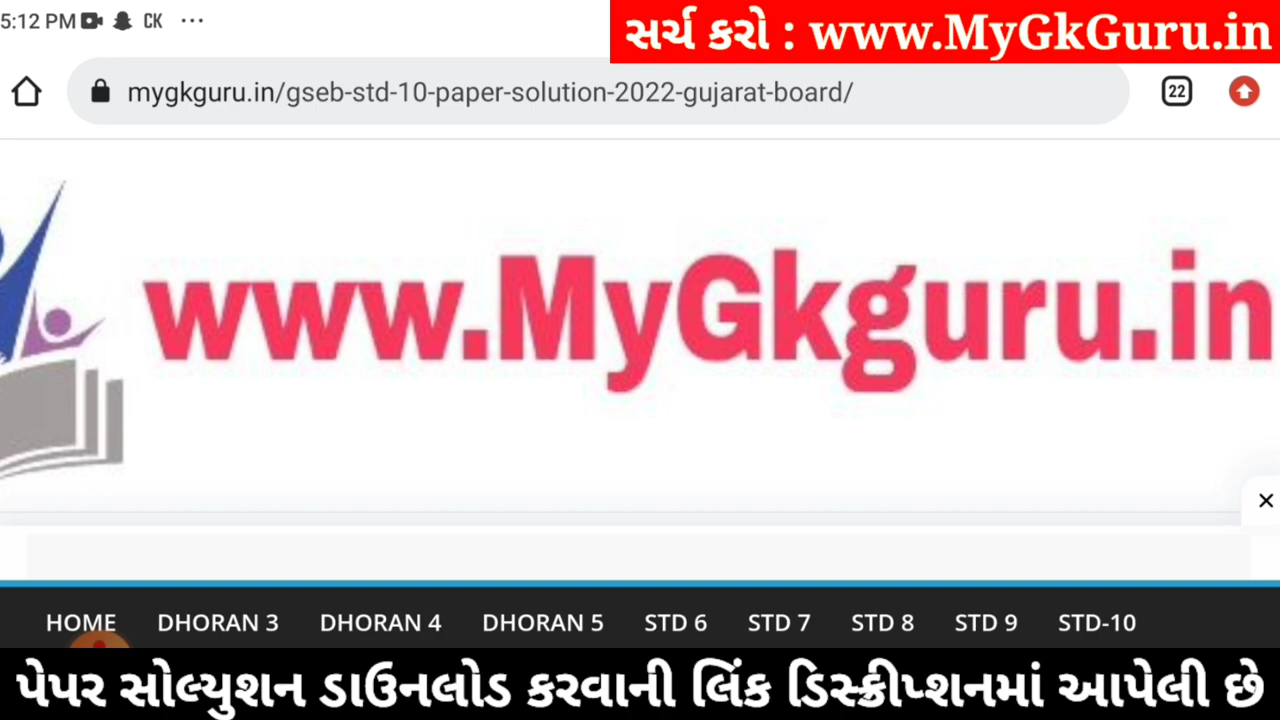 5:12 PM CK ...
સર્ચ કરો : www.MyGkGuru.in
mygkguru.in/gseb-std-10-paper-solution-2022-gujarat-board/
22
www.MyGkguru.in
HOME DHORAN 3 DHORAN 4 DHORAN 5 STD 6 STD 7 STD 8 STD 9 STD-10
પેપર સોલ્યુશન ડાઉનલોડ કરવાની લિંક ડિસ્ક્રીપ્શનમાં આપેલી છે